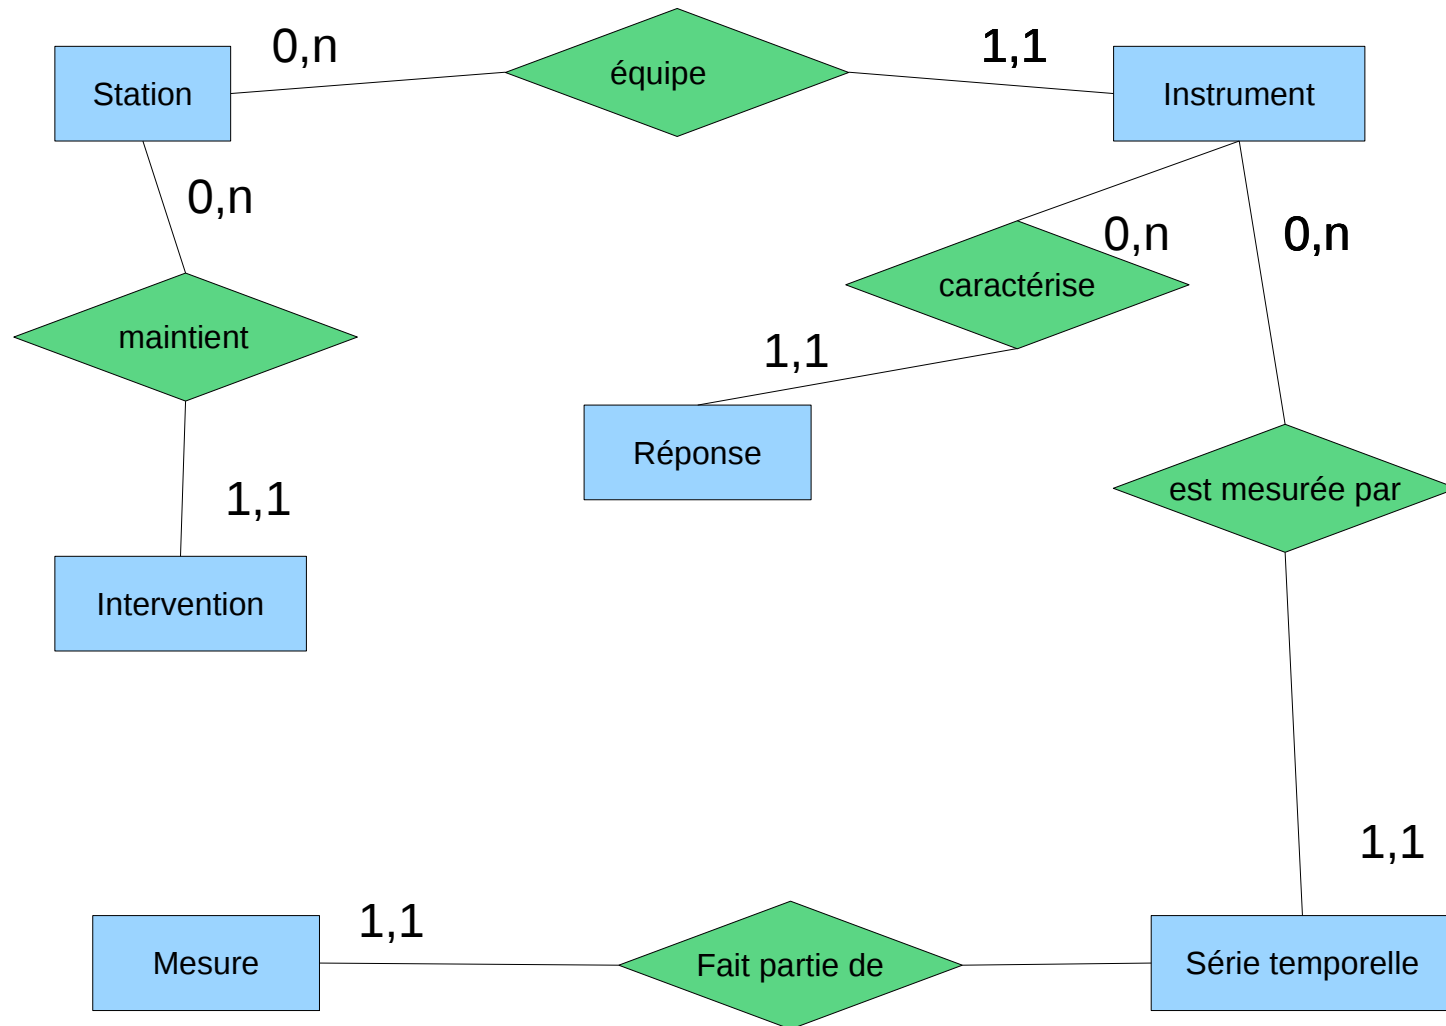 0,n
équipe
1,1
Station
Instrument
0,n
0,n
0,n
caractérise
maintient
1,1
Réponse
est mesurée par
1,1
Intervention
1,1
1,1
Mesure
Fait partie de
Série temporelle